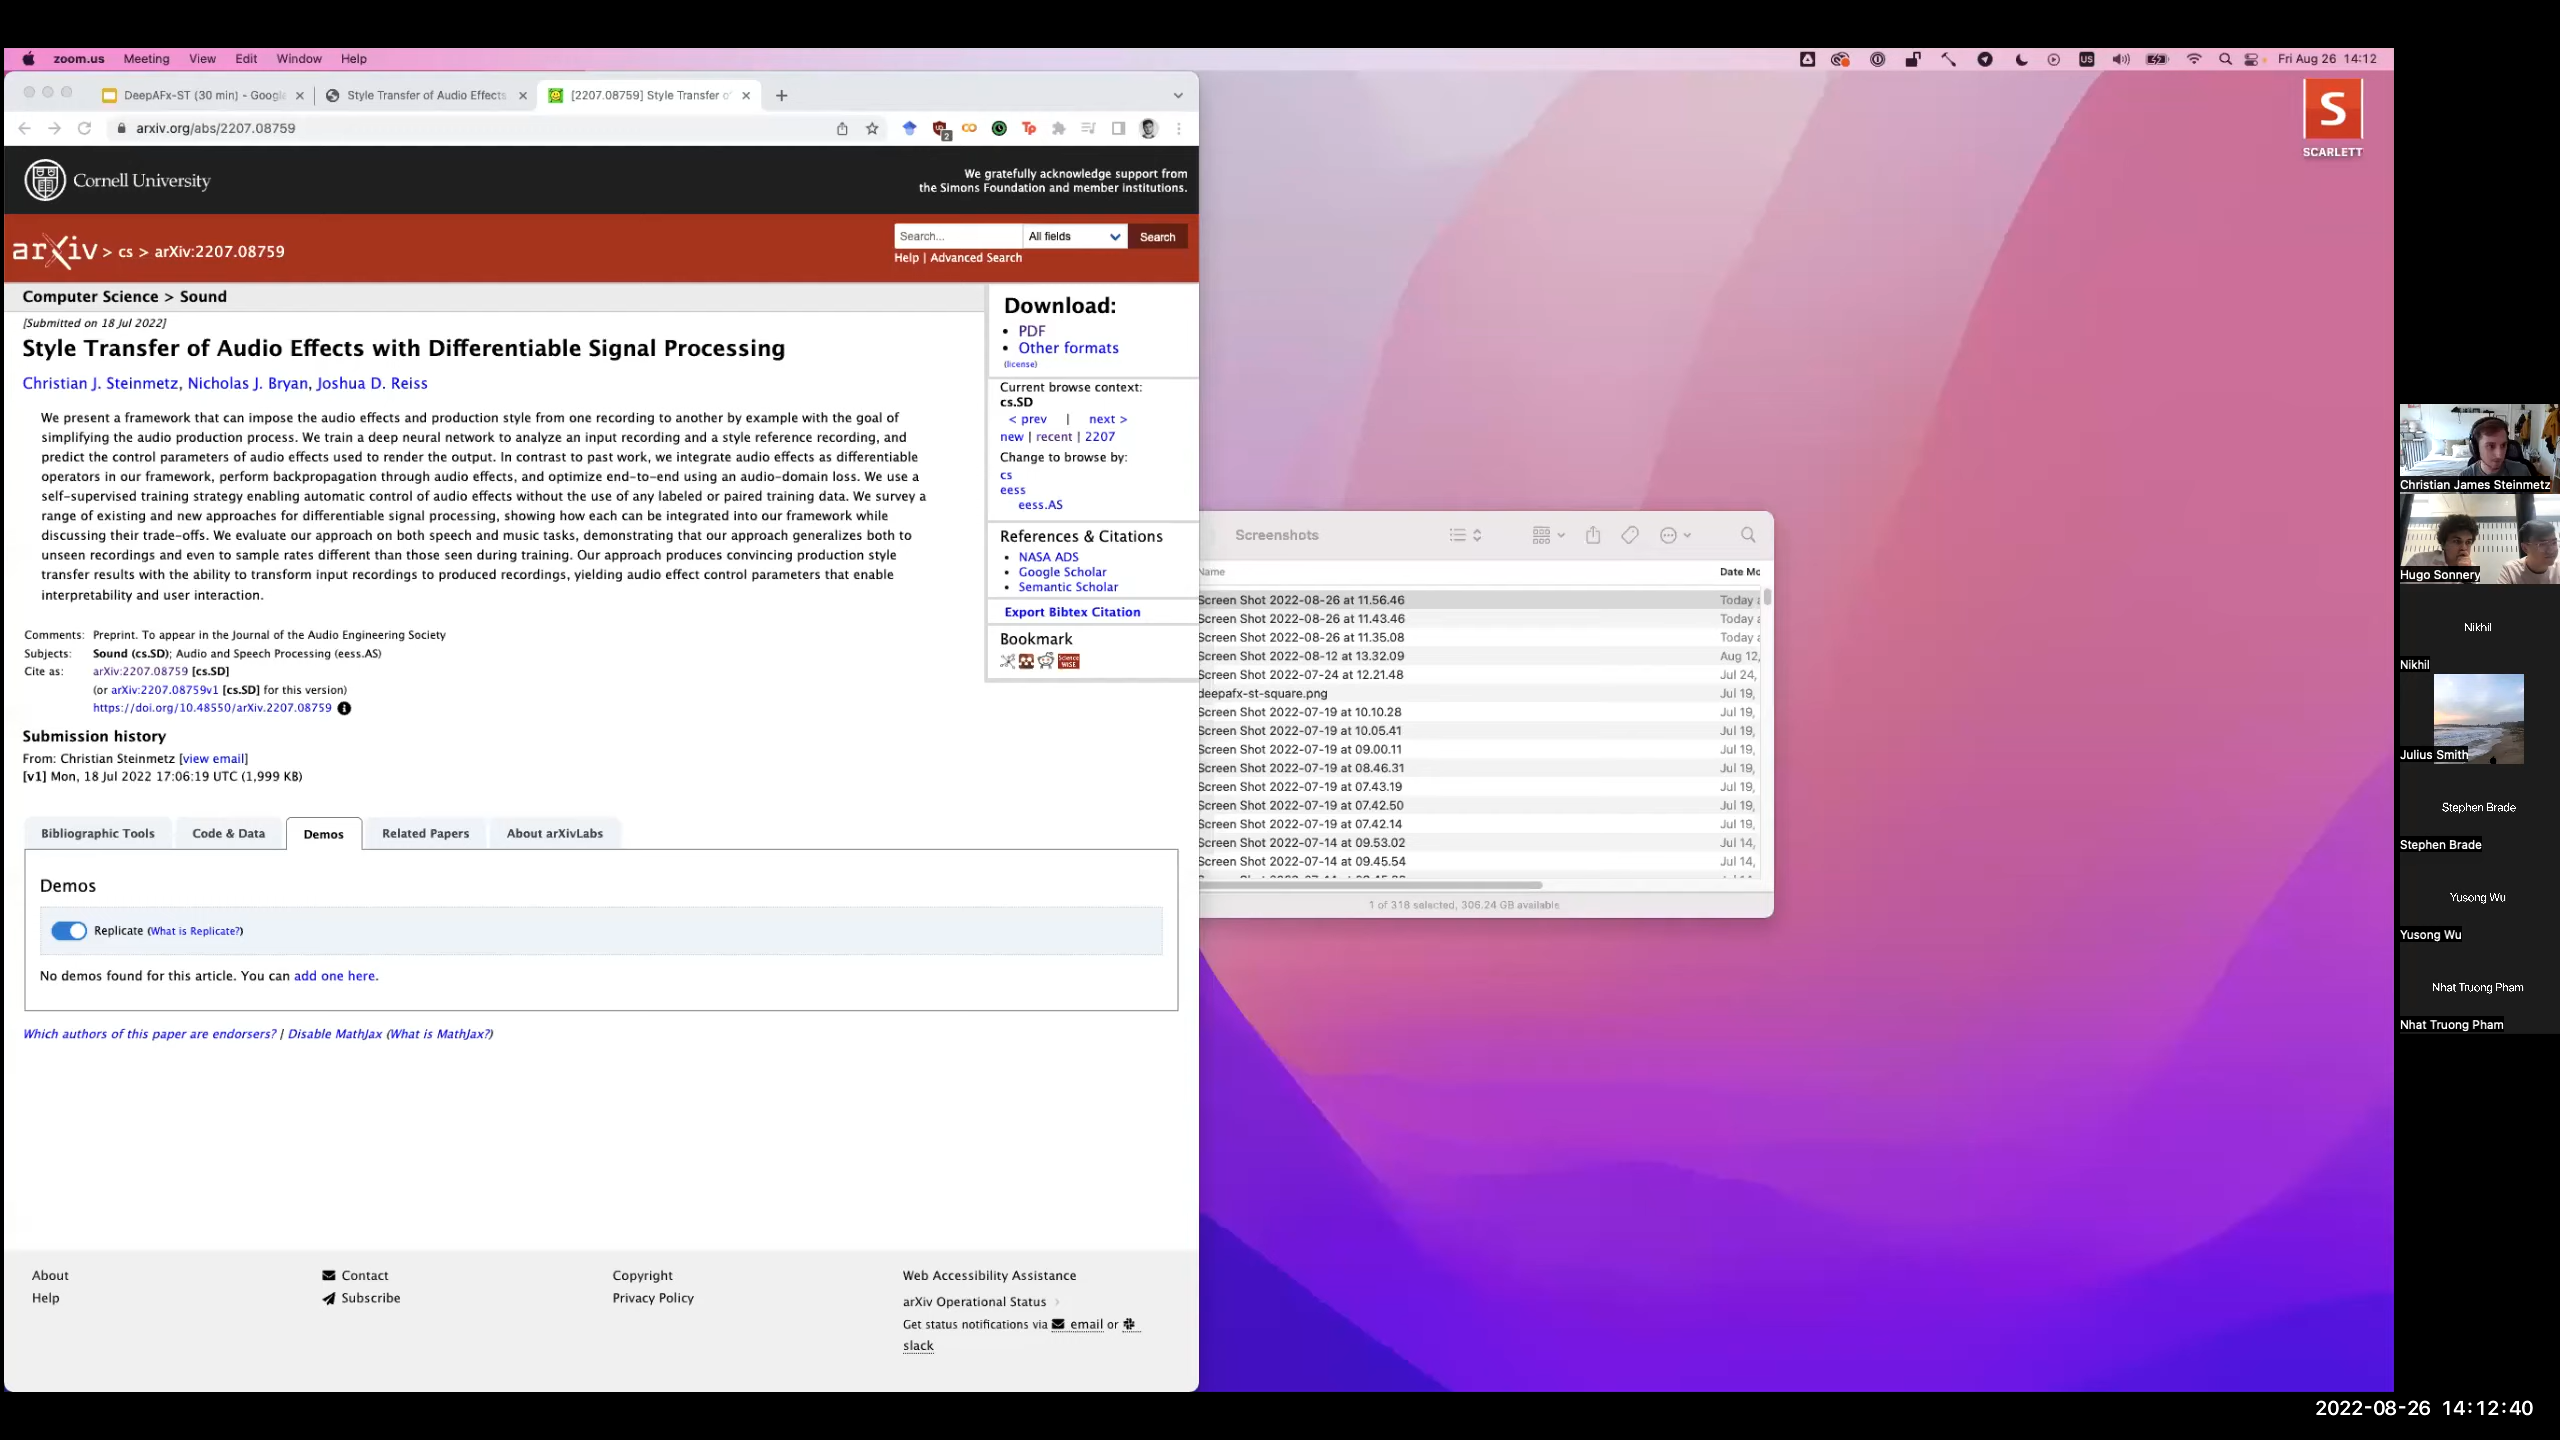 zoom.us Meeting View Edit Window Help
Fri Aug 26 14:12
DeepAFx-ST (30 min) - Google
Style Transfer of Audio Effects
[2207.08759] Style Transfer of
arxiv.org/abs/2207.08759
S
SCARLETT
Cornell University
We gratefully acknowledge support from
the Simons Foundation and member institutions.
arXiv > cs > arXiv:2207.08759
Search...
All fields
Search
Help | Advanced Search
Computer Science > Sound
[Submitted on 18 Jul 2022]
Style Transfer of Audio Effects with Differentiable Signal Processing
Christian J. Steinmetz, Nicholas J. Bryan, Joshua D. Reiss
We present a framework that can impose the audio effects and production style from one recording to another by example with the goal of
simplifying the audio production process. We train a deep neural network to analyze an input recording and a style reference recording, and
predict the control parameters of audio effects used to render the output. In contrast to past work, we integrate audio effects as differentiable
operators in our framework, perform backpropagation through audio effects, and optimize end-to-end using an audio-domain loss. We use a
self-supervised training strategy enabling automatic control of audio effects without the use of any labeled or paired training data. We survey a
range of existing and new approaches for differentiable signal processing, showing how each can be integrated into our framework while
discussing their trade-offs. We evaluate our approach on both speech and music tasks, demonstrating that our approach generalizes both to
unseen recordings and even to sample rates different than those seen during training. Our approach produces convincing production style
transfer results with the ability to transform input recordings to produced recordings, yielding audio effect control parameters that enable
interpretability and user interaction.
Comments: Preprint. To appear in the Journal of the Audio Engineering Society
Subjects: Sound (cs.SD); Audio and Speech Processing (eess.AS)
Cite as: arXiv:2207.08759 [cs.SD]
(or arXiv:2207.08759v1 [cs.SD] for this version)
https://doi.org/10.48550/arXiv.2207.08759
Submission history
From: Christian Steinmetz [view email]
[v1] Mon, 18 Jul 2022 17:06:19 UTC (1,999 KB)
Download:
PDF
Other formats
(license)
Current browse context:
cs.SD
< prev | next >
new | recent | 2207
Change to browse by:
cs
eess
eess.AS
References & Citations
NASA ADS
Google Scholar
Semantic Scholar
Export Bibtex Citation
Bookmark
Bibliographic Tools
Code & Data
Demos
Related Papers
About arXivLabs
Demos
Replicate (What is Replicate?)
No demos found for this article. You can add one here.
Which authors of this paper are endorsers? | Disable MathJax (What is MathJax?)
About
Help
Contact
Subscribe
Copyright
Privacy Policy
Web Accessibility Assistance
arXiv Operational Status
Get status notifications via email or
slack
Screenshots
Name Date Mo
Screen Shot 2022-08-26 at 11.56.46 Today a
Screen Shot 2022-08-26 at 11.43.46 Today a
Screen Shot 2022-08-26 at 11.35.08 Today a
Screen Shot 2022-08-12 at 13.32.09 Aug 12,
Screen Shot 2022-07-24 at 12.21.48 Jul 24,
deepafx-st-square.png Jul 19,
Screen Shot 2022-07-19 at 10.10.28 Jul 19,
Screen Shot 2022-07-19 at 10.05.41 Jul 19,
Screen Shot 2022-07-19 at 09.00.11 Jul 19,
Screen Shot 2022-07-19 at 08.46.31 Jul 19,
Screen Shot 2022-07-19 at 07.43.19 Jul 19,
Screen Shot 2022-07-19 at 07.42.50 Jul 19,
Screen Shot 2022-07-19 at 07.42.14 Jul 19,
Screen Shot 2022-07-14 at 09.53.02 Jul 14,
Screen Shot 2022-07-14 at 09.45.54 Jul 14,
1 of 318 selected, 306.24 GB available
Christian James Steinmetz
Hugo Sonnery
Nikhil
Nikhil
Julius Smith
Stephen Brade
Stephen Brade
Yusong Wu
Yusong Wu
Nhat Truong Pham
Nhat Truong Pham
2022-08-26 14:12:40